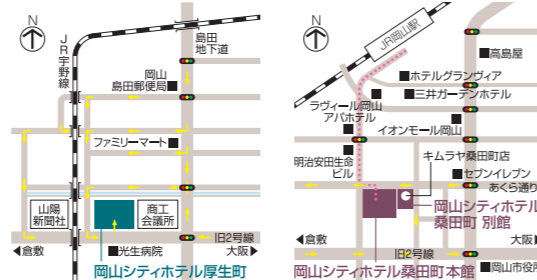 N
JR宇野線
島田
地下道
岡山
島田郵便局
ファミリーマート
山陽
新聞社
商工
会議所
倉敷
光生病院
旧2号線
大阪
岡山シティホテル厚生町
N
JR岡山駅
髙島屋
ホテルグランヴィア
三井ガーデンホテル
ラヴィール岡山
アパホテル
イオンモール岡山
明治安田生命
ビル
キムラヤ桑田町店
セブンイレブン
あくら通り
岡山シティホテル
桑田町 別館
倉敷
旧2号線
大阪
岡山シティホテル桑田町本館
岡山市役所